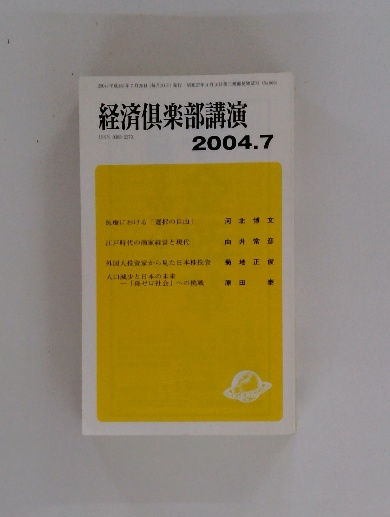 経済倶楽部講演
2004.7
医療における「選択の自由」 河北博文
江戸時代の商家経営と現代 由井常彦
外国人投資家から見た日本株投資 菊地正俊
人口減少と日本の未来
―「身ぜロ社会」への挑戦 原田泰